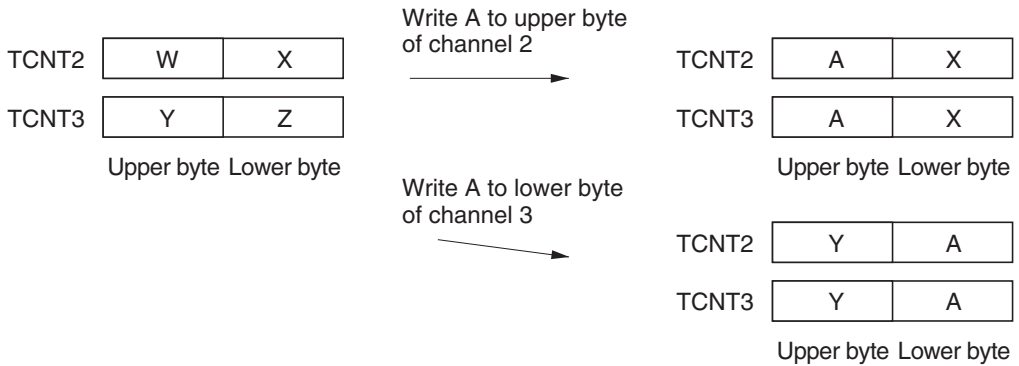 Write A to upper byte
of channel 2
TCNT2 W X
TCNT2 A X
TCNT3 Y Z
TCNT3 A X
Upper byte Lower byte
Upper byte Lower byte
Write A to lower byte
of channel 3
TCNT2 Y A
TCNT3 Y A
Upper byte Lower byte